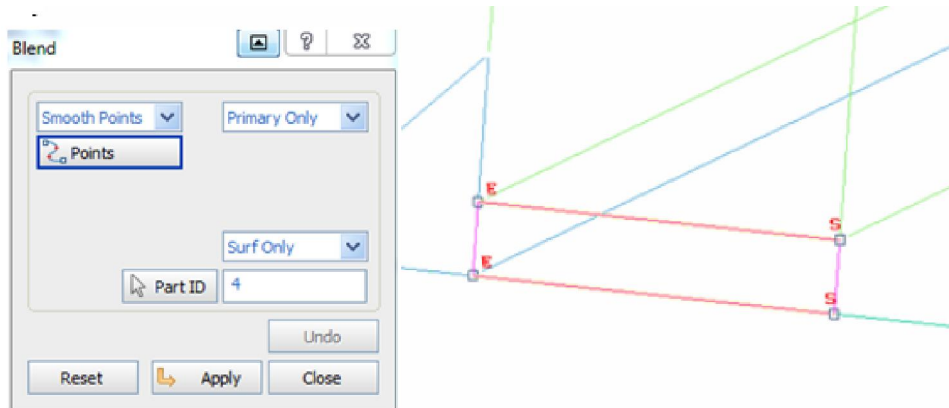 Blend
?
Smooth Points Primary Only
Points
Surf Only
Part ID 4
Undo
Reset Apply Close
E
S
E
S